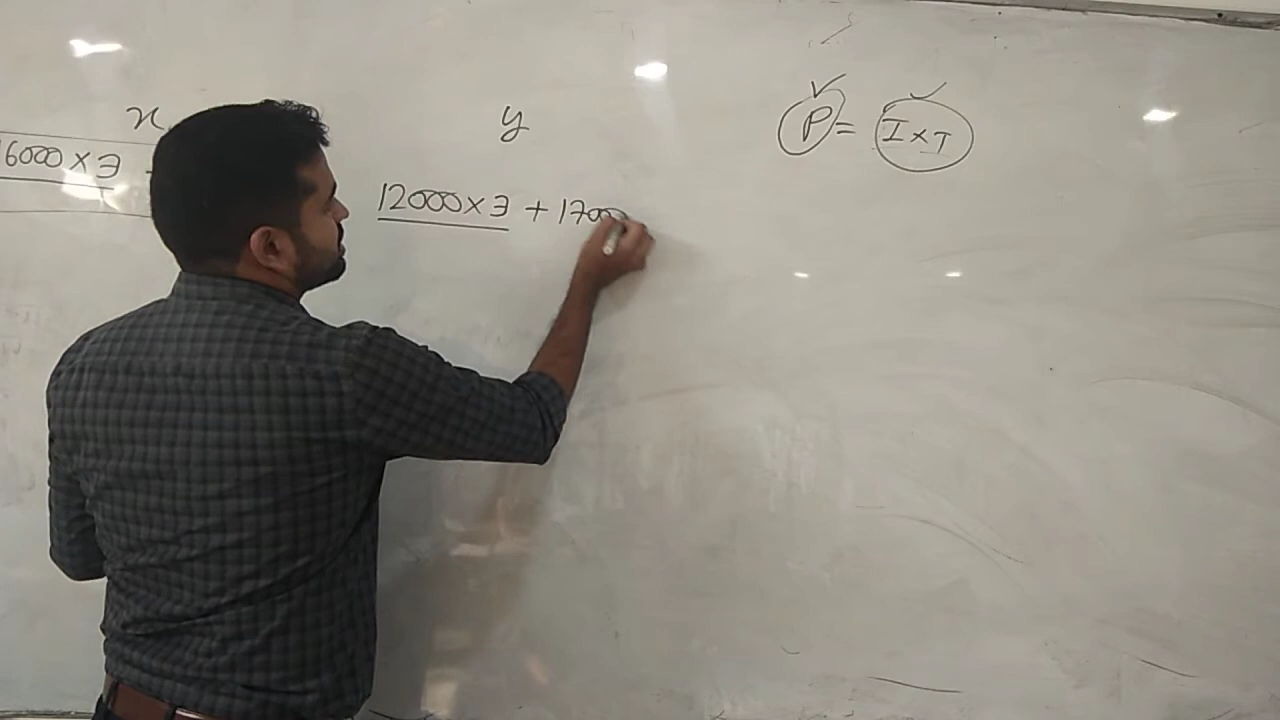 x y P = I × T
6000 × 3 12000 × 3 + 1700